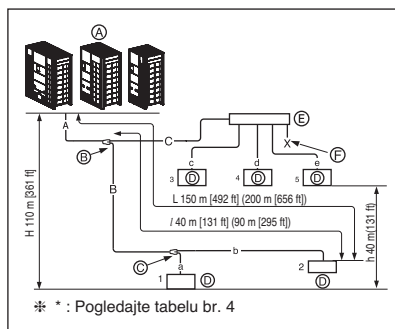 A
A
C
E
B
c
d
e
X
F
3 D
4 D
5 D
H 110 m [361 ft]
B
L 150 m [492 ft] (200 m [656 ft])
l 40 m [131 ft] (90 m [295 ft])
h 40 m(131 ft)
C
a
b
1
D
2
D
⁜ * : Pogledajte tabelu br. 4